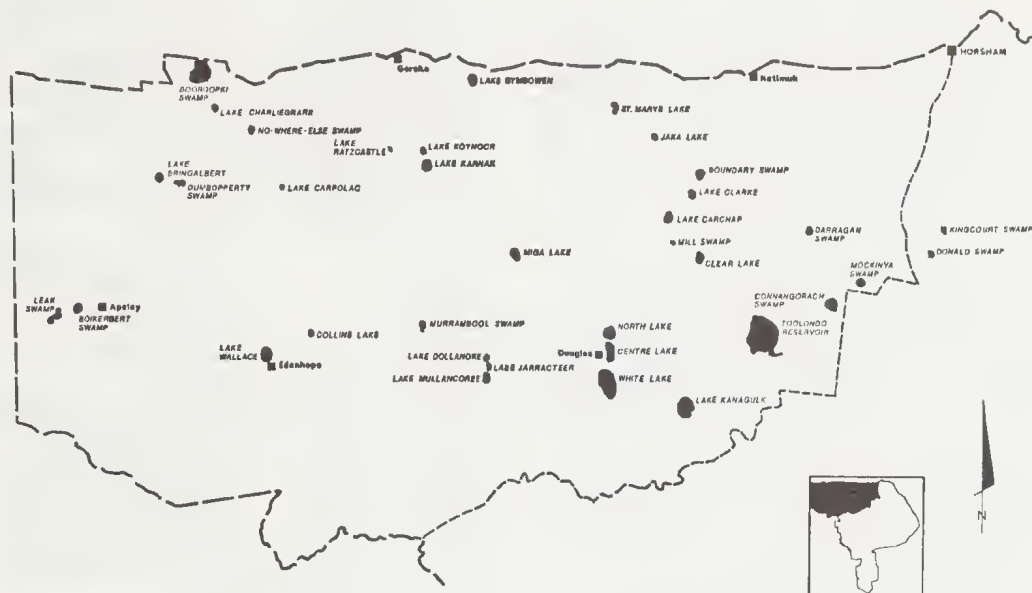 HORSHAM
Goroke
Natimuk
BOOROOPKI
SWAMP
LAKE BYMBOWEN
LAKE CHARLIEGRARK
ST. MARYS LAKE
NO-WHERE-ELSE SWAMP
JAKA LAKE
LAKE
RATZCASTLE
LAKE KOYNOOR
LAKE KARNAK
LAKE
BRINGALBERT
BOUNDARY SWAMP
DUMBOPPERTY
SWAMP
LAKE CARPOLAC
LAKE CLARKE
LAKE CARCHAP
DARRAGAN
SWAMP
KINGCOURT SWAMP
MILL SWAMP
MIGA LAKE
CLEAR LAKE
DONALD SWAMP
MOCKINYA
SWAMP
LEAK
SWAMP
Apsley
BOIKERBERT
SWAMP
CONNANGORACH
SWAMP
TOOLONDO
RESERVOIR
COLLINS LAKE
MURRAMBOOL SWAMP
NORTH LAKE
LAKE
WALLACE
Edenhope
LAKE DOLLANOKE
LAKE JARRACTEER
LAKE MULLANCOREE
Douglas
CENTRE LAKE
WHITE LAKE
LAKE KANAGULK
N